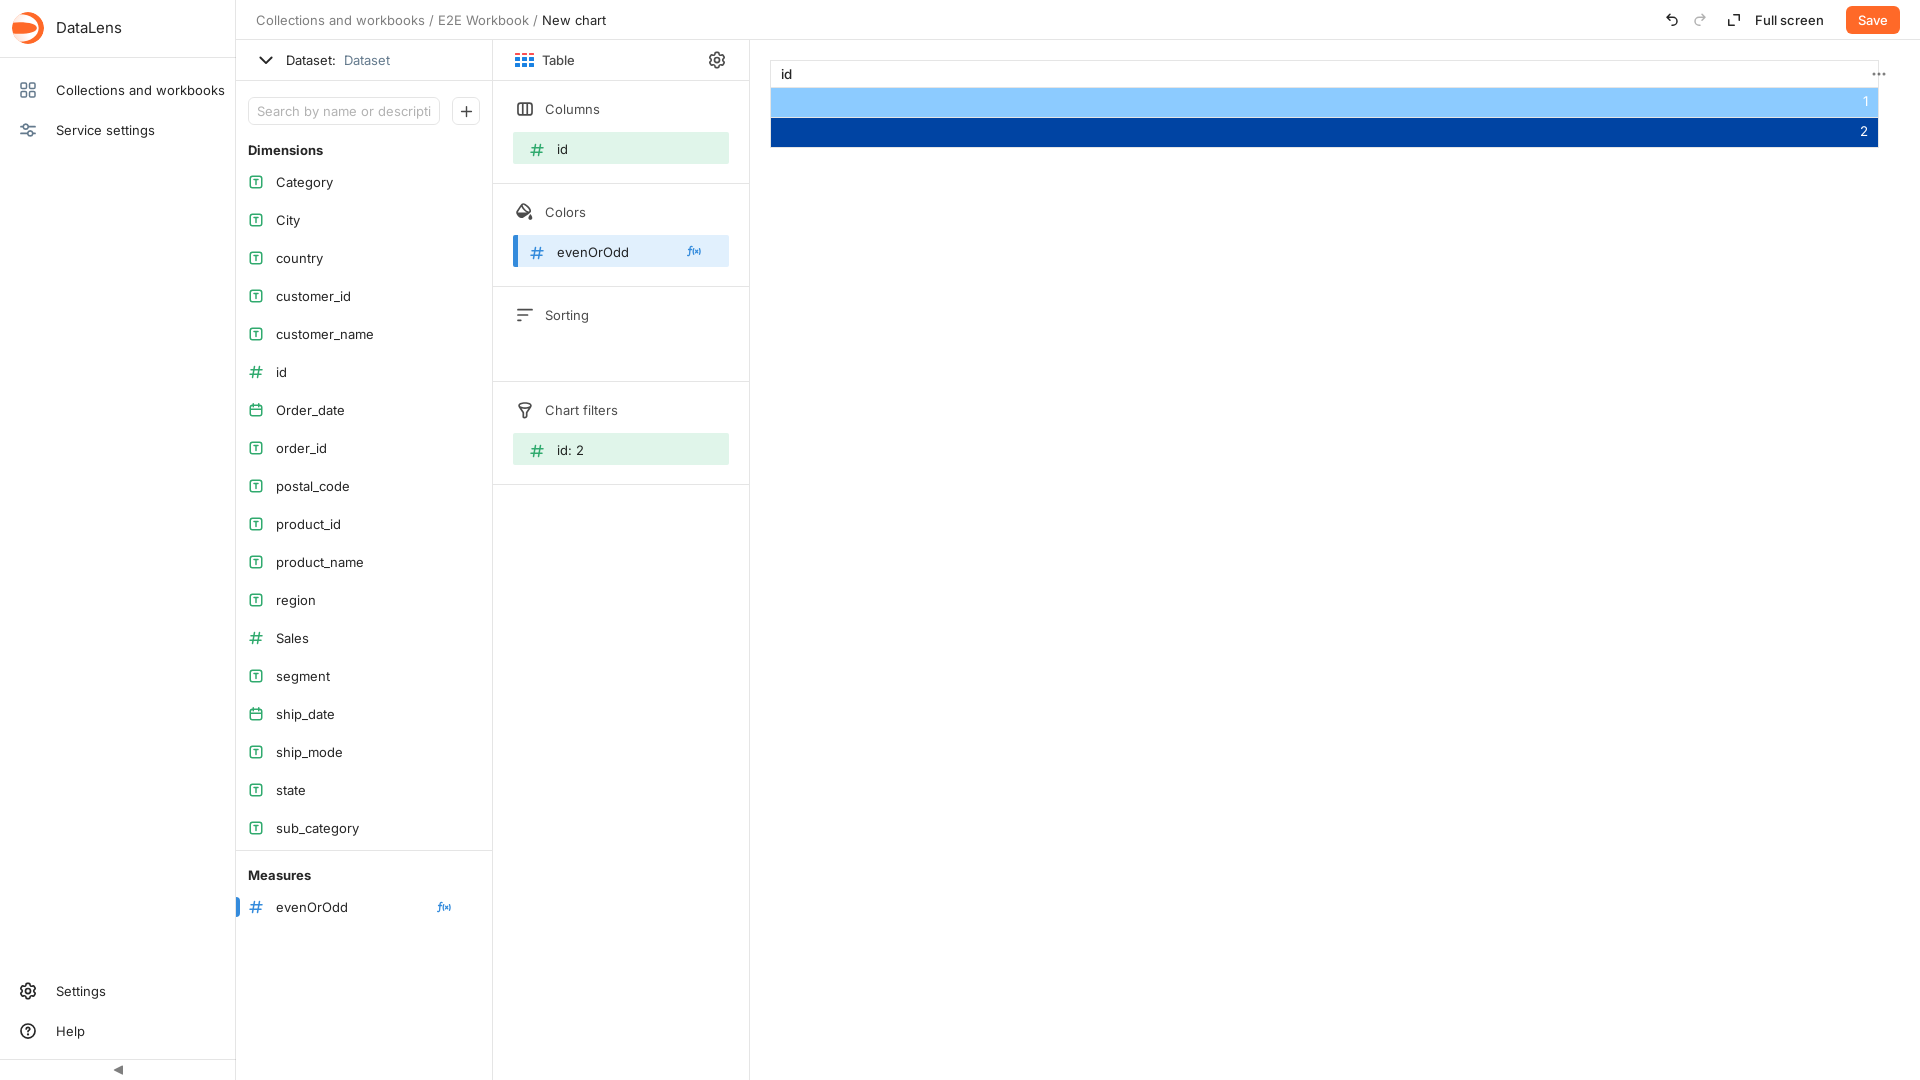 DataLens
Collections and workbooks
Service settings
Settings
Help
Collections and workbooks / E2E Workbook / New chart
Full screen
Save
Dataset: Dataset
Search by name or descripti
Dimensions
Category
City
country
customer_id
customer_name
id
Order_date
order_id
postal_code
product_id
product_name
region
Sales
segment
ship_date
ship_mode
state
sub_category
Measures
evenOrOdd
Table
Columns
id
Colors
evenOrOdd
Sorting
Chart filters
id: 2
id
1
2